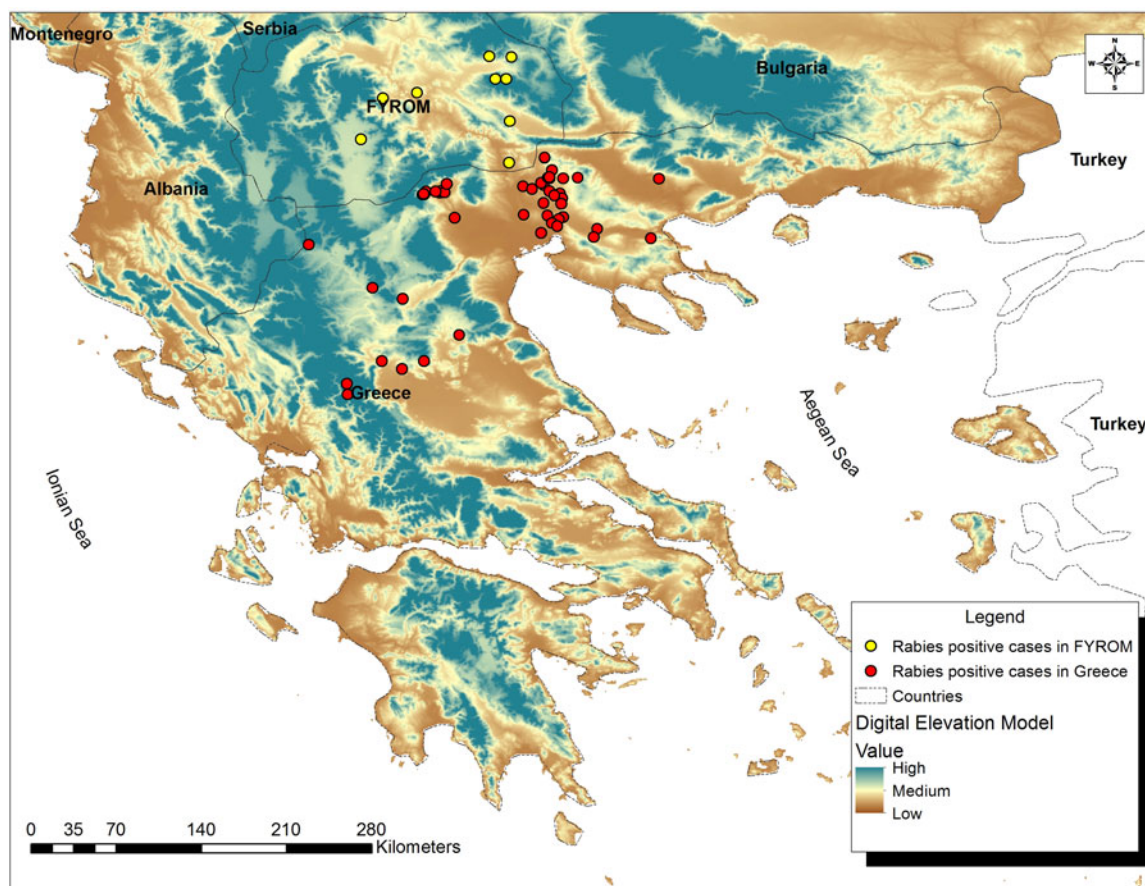 Montenegro
Serbia
Bulgaria
N
W E
S
FYROM
Turkey
Albania
Greece
Aegean Sea
Turkey
Ionian Sea
Legend
Rabies positive cases in FYROM
Rabies positive cases in Greece
Countries
Digital Elevation Model
Value
High
Medium
Low
0 35 70 140 210 280
Kilometers